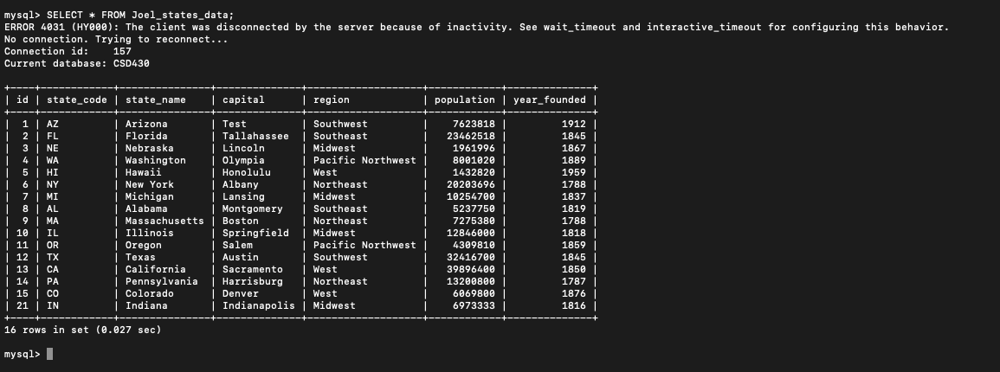 mysql> SELECT * FROM Joel_states_data;
ERROR 4031 (HY000): The client was disconnected by the server because of inactivity. See wait_timeout and interactive_timeout for configuring this behavior.
No connection. Trying to reconnect...
Connection id:    157
Current database: CSD430

+----+------------+---------------+--------------+-------------------+------------+--------------+
| id | state_code | state_name    | capital      | region            | population | year_founded |
+----+------------+---------------+--------------+-------------------+------------+--------------+
|  1 | AZ         | Arizona       | Test         | Southwest         |    7623818 |         1912 |
|  2 | FL         | Florida       | Tallahassee  | Southeast         |   23462518 |         1845 |
|  3 | NE         | Nebraska      | Lincoln      | Midwest           |    1961996 |         1867 |
|  4 | WA         | Washington    | Olympia      | Pacific Northwest |    8001020 |         1889 |
|  5 | HI         | Hawaii        | Honolulu     | West              |    1432820 |         1959 |
|  6 | NY         | New York      | Albany       | Northeast         |   20203696 |         1788 |
|  7 | MI         | Michigan      | Lansing      | Midwest           |   10254700 |         1837 |
|  8 | AL         | Alabama       | Montgomery   | Southeast         |    5237750 |         1819 |
|  9 | MA         | Massachusetts | Boston       | Northeast         |    7275380 |         1788 |
| 10 | IL         | Illinois      | Springfield  | Midwest           |   12846000 |         1818 |
| 11 | OR         | Oregon        | Salem        | Pacific Northwest |    4309810 |         1859 |
| 12 | TX         | Texas         | Austin       | Southwest         |   32416700 |         1845 |
| 13 | CA         | California    | Sacramento   | West              |   39896400 |         1850 |
| 14 | PA         | Pennsylvania  | Harrisburg   | Northeast         |   13200800 |         1787 |
| 15 | CO         | Colorado      | Denver       | West              |    6069800 |         1876 |
| 21 | IN         | Indiana       | Indianapolis | Midwest           |    6973333 |         1816 |
+----+------------+---------------+--------------+-------------------+------------+--------------+
16 rows in set (0.027 sec)

mysql>